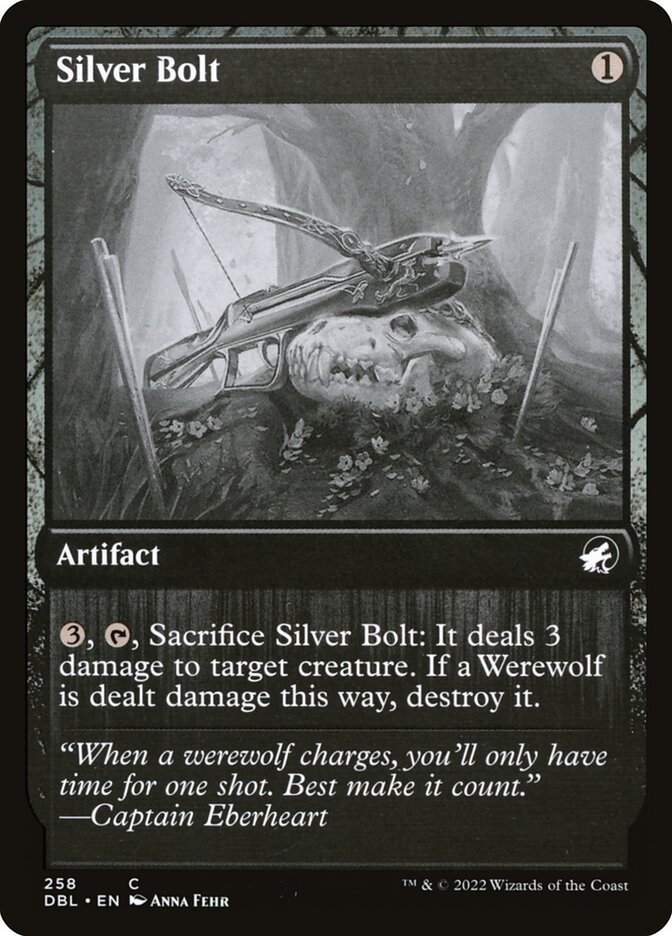 Silver Bolt 1
Artifact
3, , Sacrifice Silver Bolt: It deals 3
damage to target creature. If a Werewolf
is dealt damage this way, destroy it.
“When a werewolf charges, you’ll only have
time for one shot. Best make it count.”
—Captain Eberheart
258 C
DBL • EN Anna Fehr
™ & © 2022 Wizards of the Coast